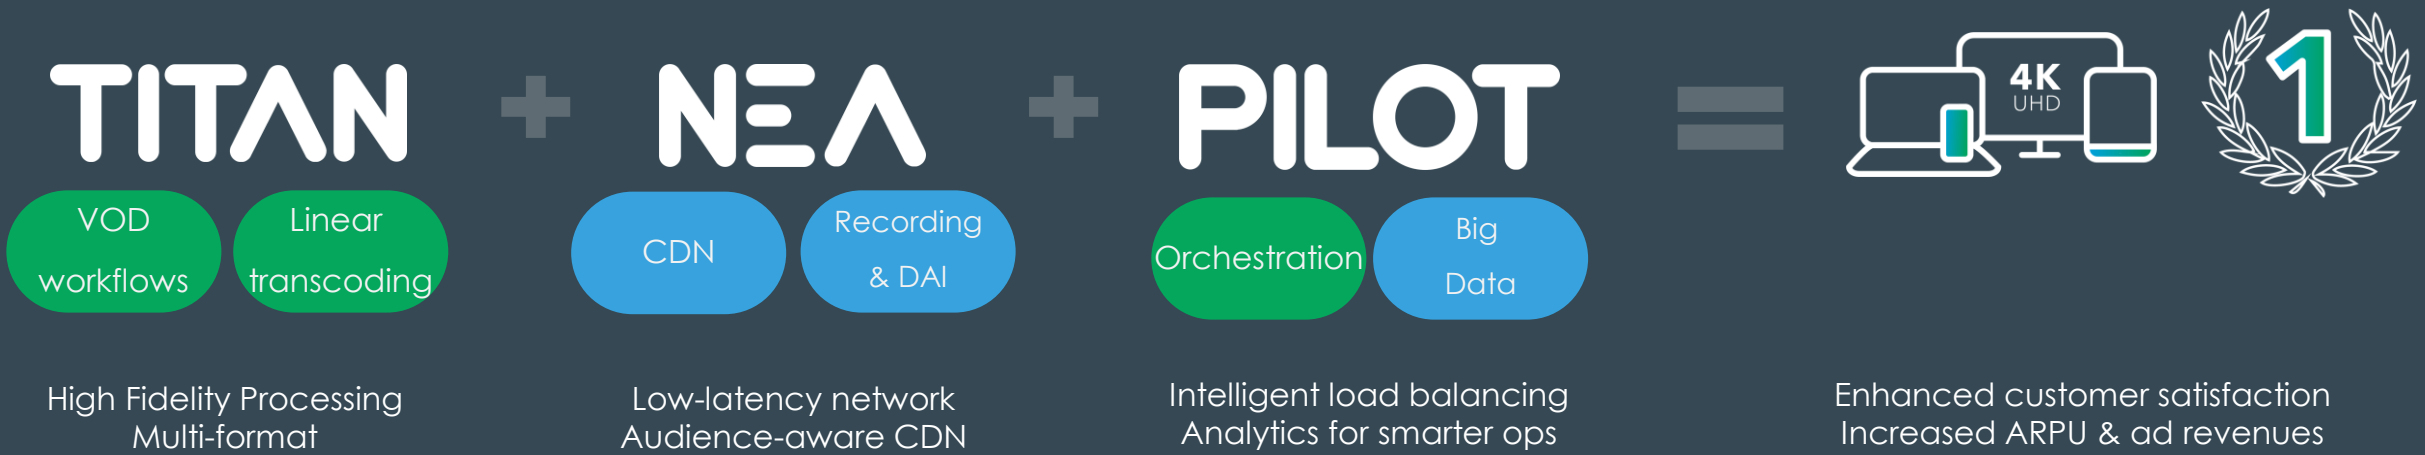 TITAN + NEA + PILOT =
4K
UHD
1
VOD
workflows
Linear
transcoding
CDN
Recording
& DAI
Orchestration
Big
Data
High Fidelity Processing
Multi-format
Low-latency network
Audience-aware CDN
Intelligent load balancing
Analytics for smarter ops
Enhanced customer satisfaction
Increased ARPU & ad revenues